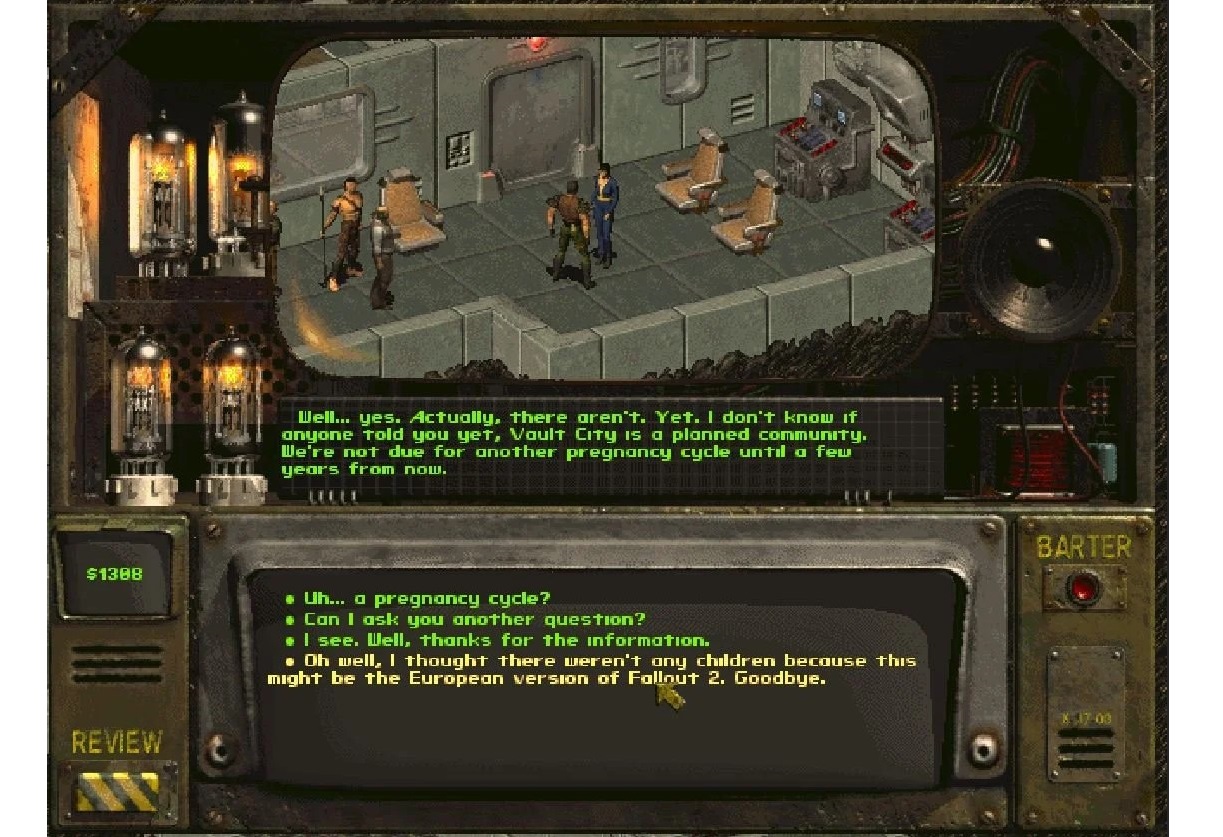 Well... yes. Actually, there aren't. Yet. I don't know if
anyone told you yet, Vault City is a planned community.
We're not due for another pregnancy cycle until a few
years from now.
$1308
BARTER
• Uh... a pregnancy cycle?
• Can I ask you another question?
• I see. Well, thanks for the information.
• Oh well, I thought there weren't any children because this
might be the European version of Fallout 2. Goodbye.
REVIEW